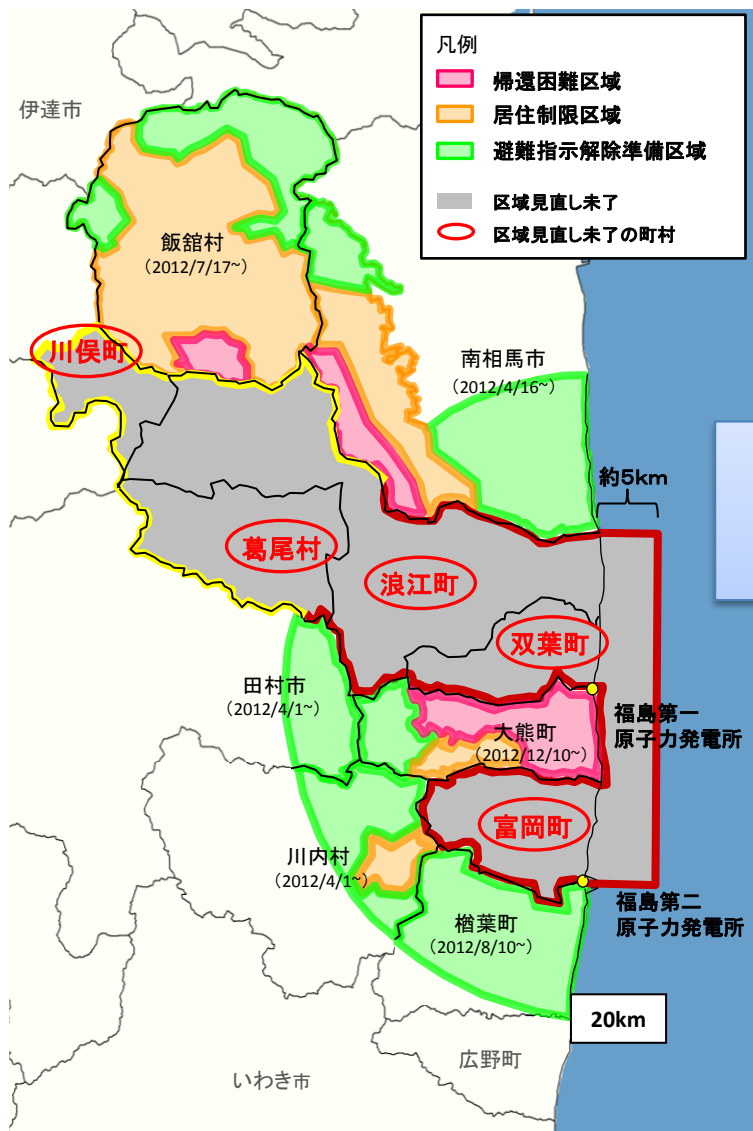 凡例
帰還困難区域
居住制限区域
避難指示解除準備区域
区域見直し未了
区域見直し未了の町村
伊達市
飯舘村
（2012/7/17~）
川俣町
南相馬市
（2012/4/16~）
約5km
葛尾村
浪江町
双葉町
田村市
（2012/4/1~）
福島第一
原子力発電所
大熊町
（2012/12/10~）
富岡町
川内村
（2012/4/1~）
福島第二
原子力発電所
楢葉町
（2012/8/10~）
20km
広野町
いわき市